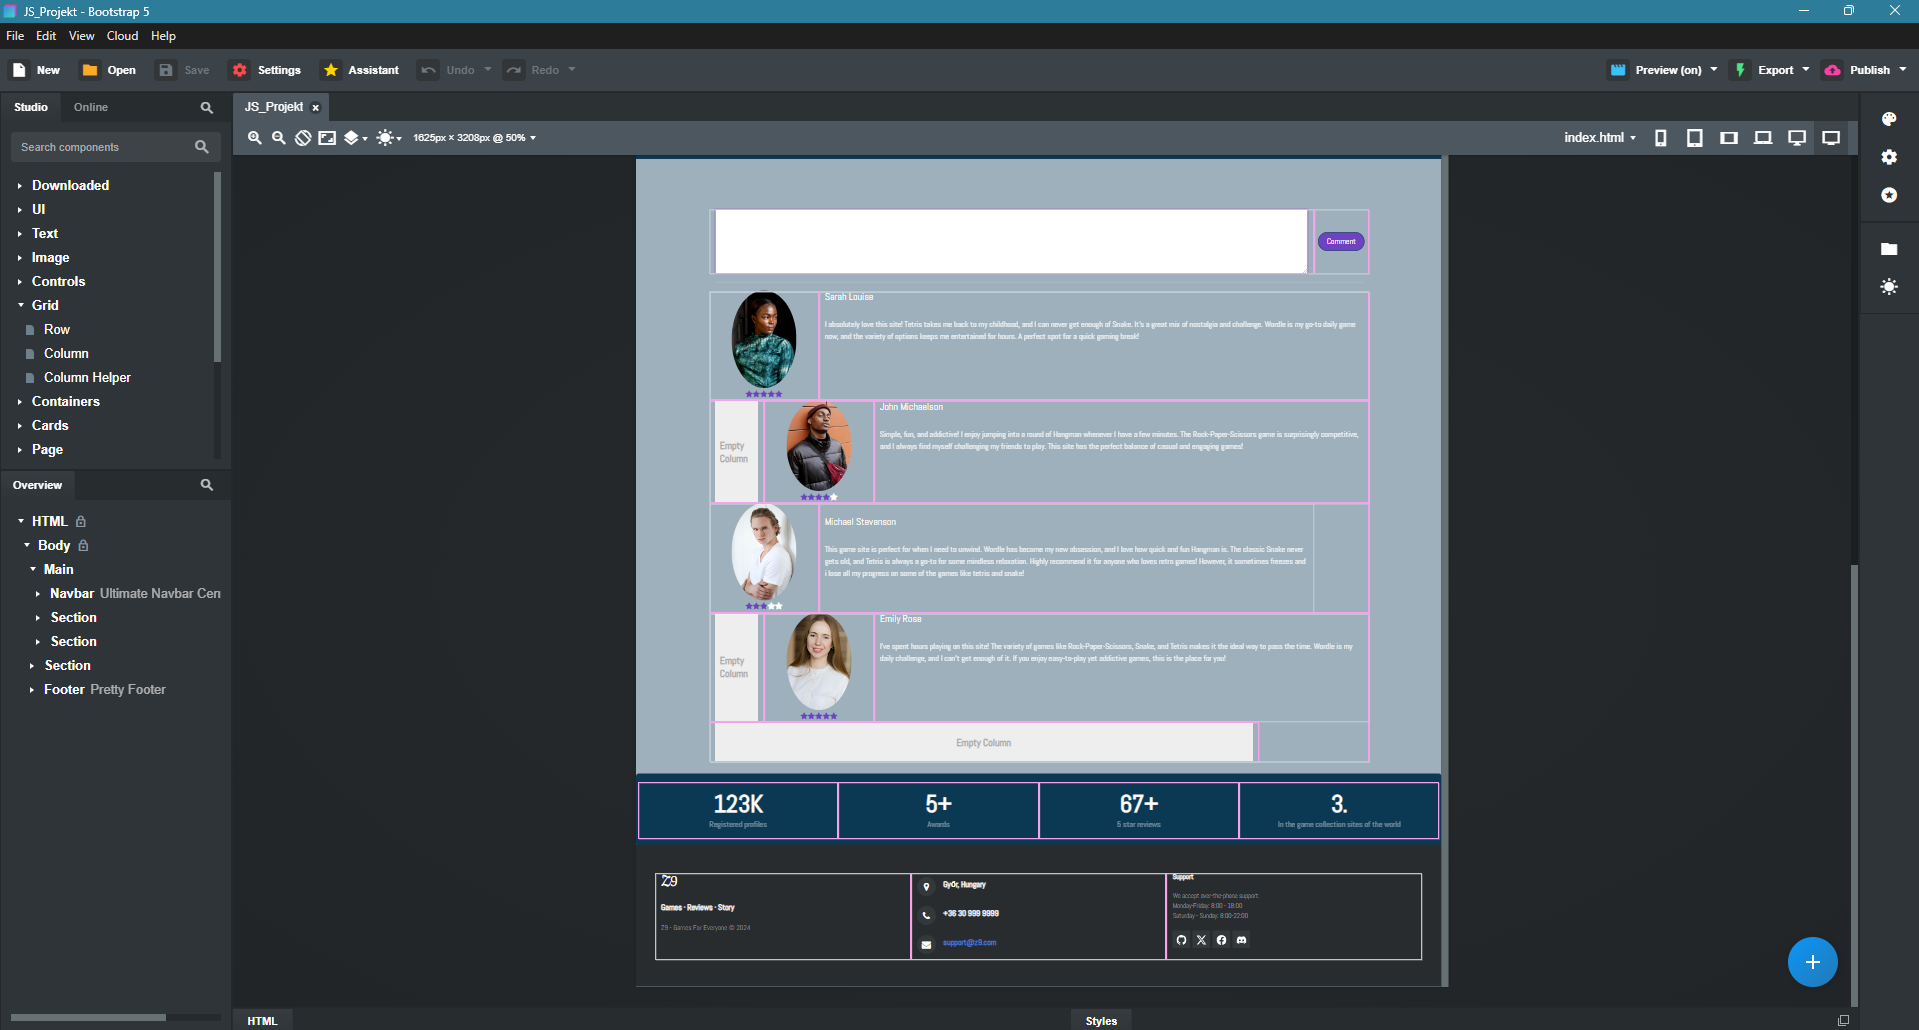 JS_Projekt - Bootstrap 5
File Edit View Cloud Help
New Open Save Settings Assistant Undo Redo Preview (on) Export Publish
Studio Online
JS_Projekt
1625px × 3208px @ 50%
index.html
Search components
Downloaded
UI
Text
Image
Controls
Grid
Row
Column
Column Helper
Containers
Cards
Page
Overview
HTML
Body
Main
Navbar Ultimate Navbar Cen
Section
Section
Section
Footer Pretty Footer
Comment
Sarah Louisa
I absolutely love this site! Tetris takes me back to my childhood, and I can never get enough of Snake. It's a great mix of nostalgia and challenge. Wordle is my go-to daily game
now, and the variety of options keeps me entertained for hours. A perfect spot for a quick gaming break!
Empty
Column
John Michaelson
Simple, fun, and addictive! I enjoy jumping into a round of Hangman whenever I have a few minutes. The Rock-Paper-Scissors game is surprisingly competitive,
and I always find myself challenging my friends to play. This site has the perfect balance of casual and engaging games!
Michael Stevenson
This game site is perfect for when I need to unwind. Wordle has become my new obsession, and I love how quick and fun Hangman is. The classic Snake never
gets old, and Tetris is always a go-to for some mindless relaxation. Highly recommend it for anyone who loves retro games! However, it sometimes freezes and
i lose all my progress on some of the games like tetris and snake!
Empty
Column
Emily Rose
I've spent hours playing on this site! The variety of games like Rock-Paper-Scissors, Snake, and Tetris makes it the ideal way to pass the time. Wordle is my
daily challenge, and I can't get enough of it. If you enjoy easy-to-play yet addictive games, this is the place for you!
Empty Column
123K
Registered profiles
5+
Awards
67+
5 star reviews
3.
In the game collection sites of the world
Z9
Games - Reviews - Story
Z9 - Games For Everyone © 2024
Győr, Hungary
+36 30 999 9999
support@z9.com
Support
We accept over-the-phone support:
Monday-Friday: 8:00 - 18:00
Saturday - Sunday: 8:00-22:00
HTML
Styles